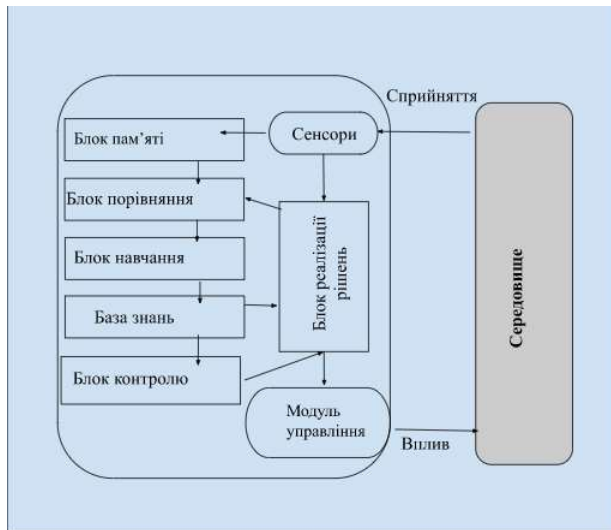 Сприйняття
Сенсори
Блок пам’яті
Блок порівняння
Блок навчання
База знань
Блок контролю
Блок реалізації
рішень
Модуль
управління
Вплив
Середовище